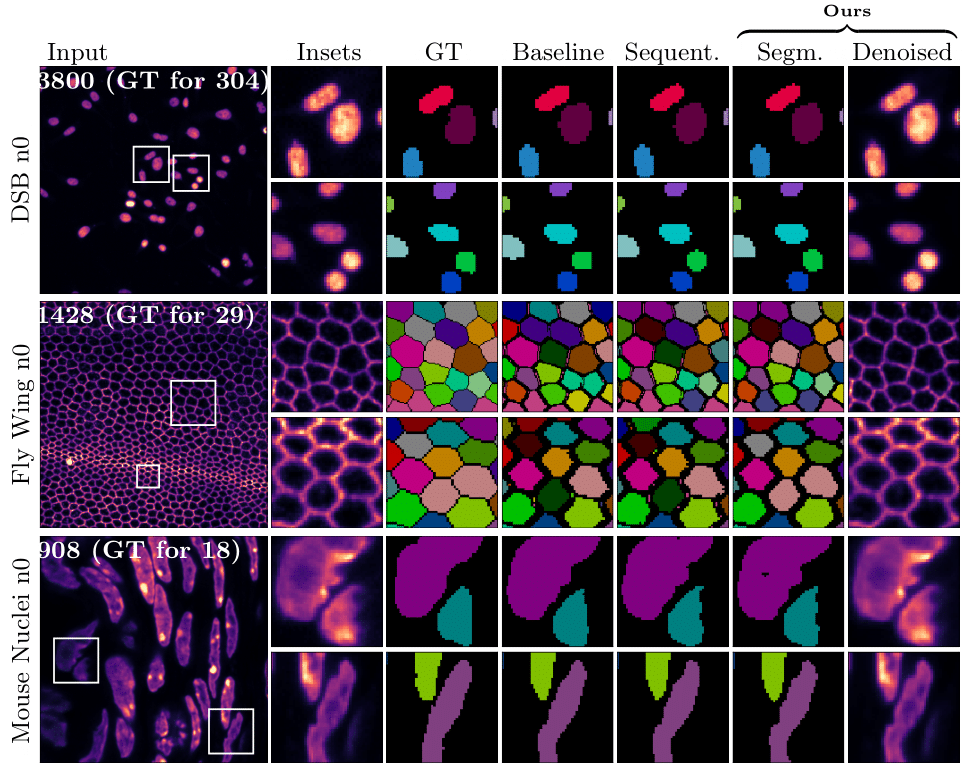 Ours
Input Insets GT Baseline Sequent. Segm. Denoised
DSB n0
3800 (GT for 304)
Fly Wing n0
1428 (GT for 29)
Mouse Nuclei n0
908 (GT for 18)